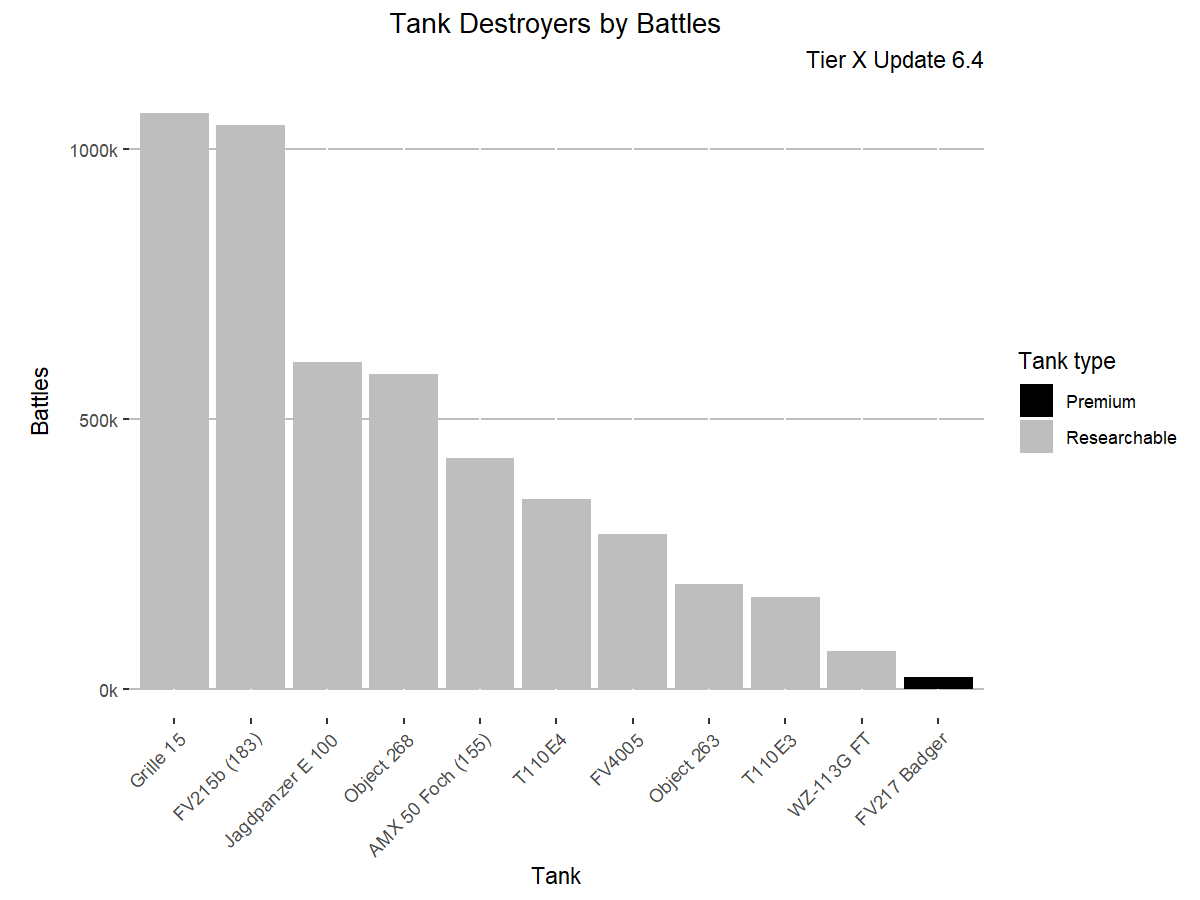 Tank Destroyers by Battles
Tier X Update 6.4
Battles
1000k
500k
0k
Grille 15
FV215b (183)
Jagdpanzer E 100
Object 268
AMX 50 Foch (155)
T110E4
FV4005
Object 263
T110E3
WZ-113G FT
FV217 Badger
Tank
Tank type
Premium
Researchable